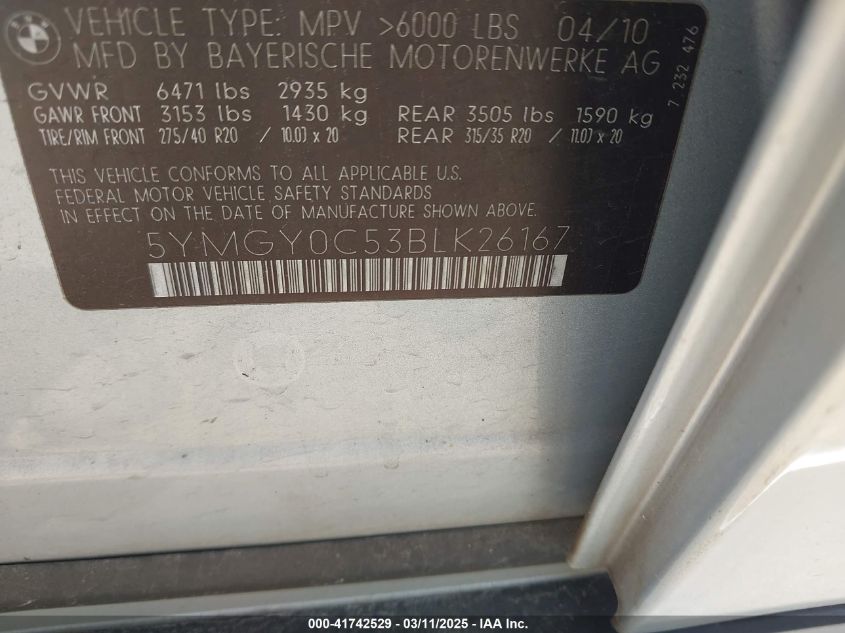 VEHICLE TYPE: MPV >6000 LBS 04/10
MFD BY BAYERISCHE MOTORENWERKE AG
GVWR 6471 lbs 2935 kg
GAWR FRONT 3153 lbs 1430 kg REAR 3505 lbs 1590 kg
TIRE/RIM FRONT 275/40 R20 / 10.0J x 20 REAR 315/35 R20 / 11.0J x 20
THIS VEHICLE CONFORMS TO ALL APPLICABLE U.S.
FEDERAL MOTOR VEHICLE SAFETY STANDARDS
IN EFFECT ON THE DATE OF MANUFACTURE SHOWN ABOVE.
5YMGY0C53BLK26167
7 232 476
000-41742529 - 03/11/2025 - IAA Inc.